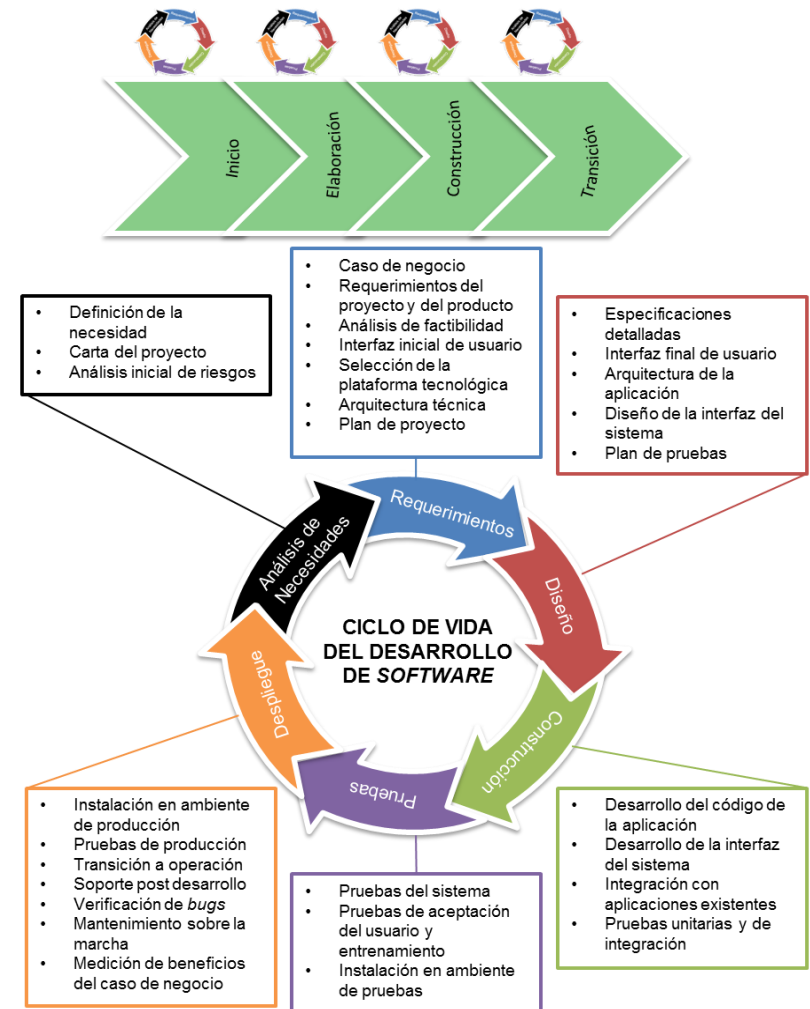 Inicio
Elaboración
Construcción
Transición
• Definición de la
necesidad
• Carta del proyecto
• Análisis inicial de riesgos
• Caso de negocio
• Requerimientos del
proyecto y del producto
• Análisis de factibilidad
• Interfaz inicial de usuario
• Selección de la
plataforma tecnológica
• Arquitectura técnica
• Plan de proyecto
• Especificaciones
detalladas
• Interfaz final de usuario
• Arquitectura de la
aplicación
• Diseño de la interfaz del
sistema
• Plan de pruebas
Análisis de
Necesidades
Requerimientos
Diseño
Construcción
Pruebas
Despliegue
CICLO DE VIDA
DEL DESARROLLO
DE SOFTWARE
• Instalación en ambiente
de producción
• Pruebas de producción
• Transición a operación
• Soporte post desarrollo
• Verificación de bugs
• Mantenimiento sobre la
marcha
• Medición de beneficios
del caso de negocio
• Pruebas del sistema
• Pruebas de aceptación
del usuario y
entrenamiento
• Instalación en ambiente
de pruebas
• Desarrollo del código de
la aplicación
• Desarrollo de la interfaz
del sistema
• Integración con
aplicaciones existentes
• Pruebas unitarias y de
integración